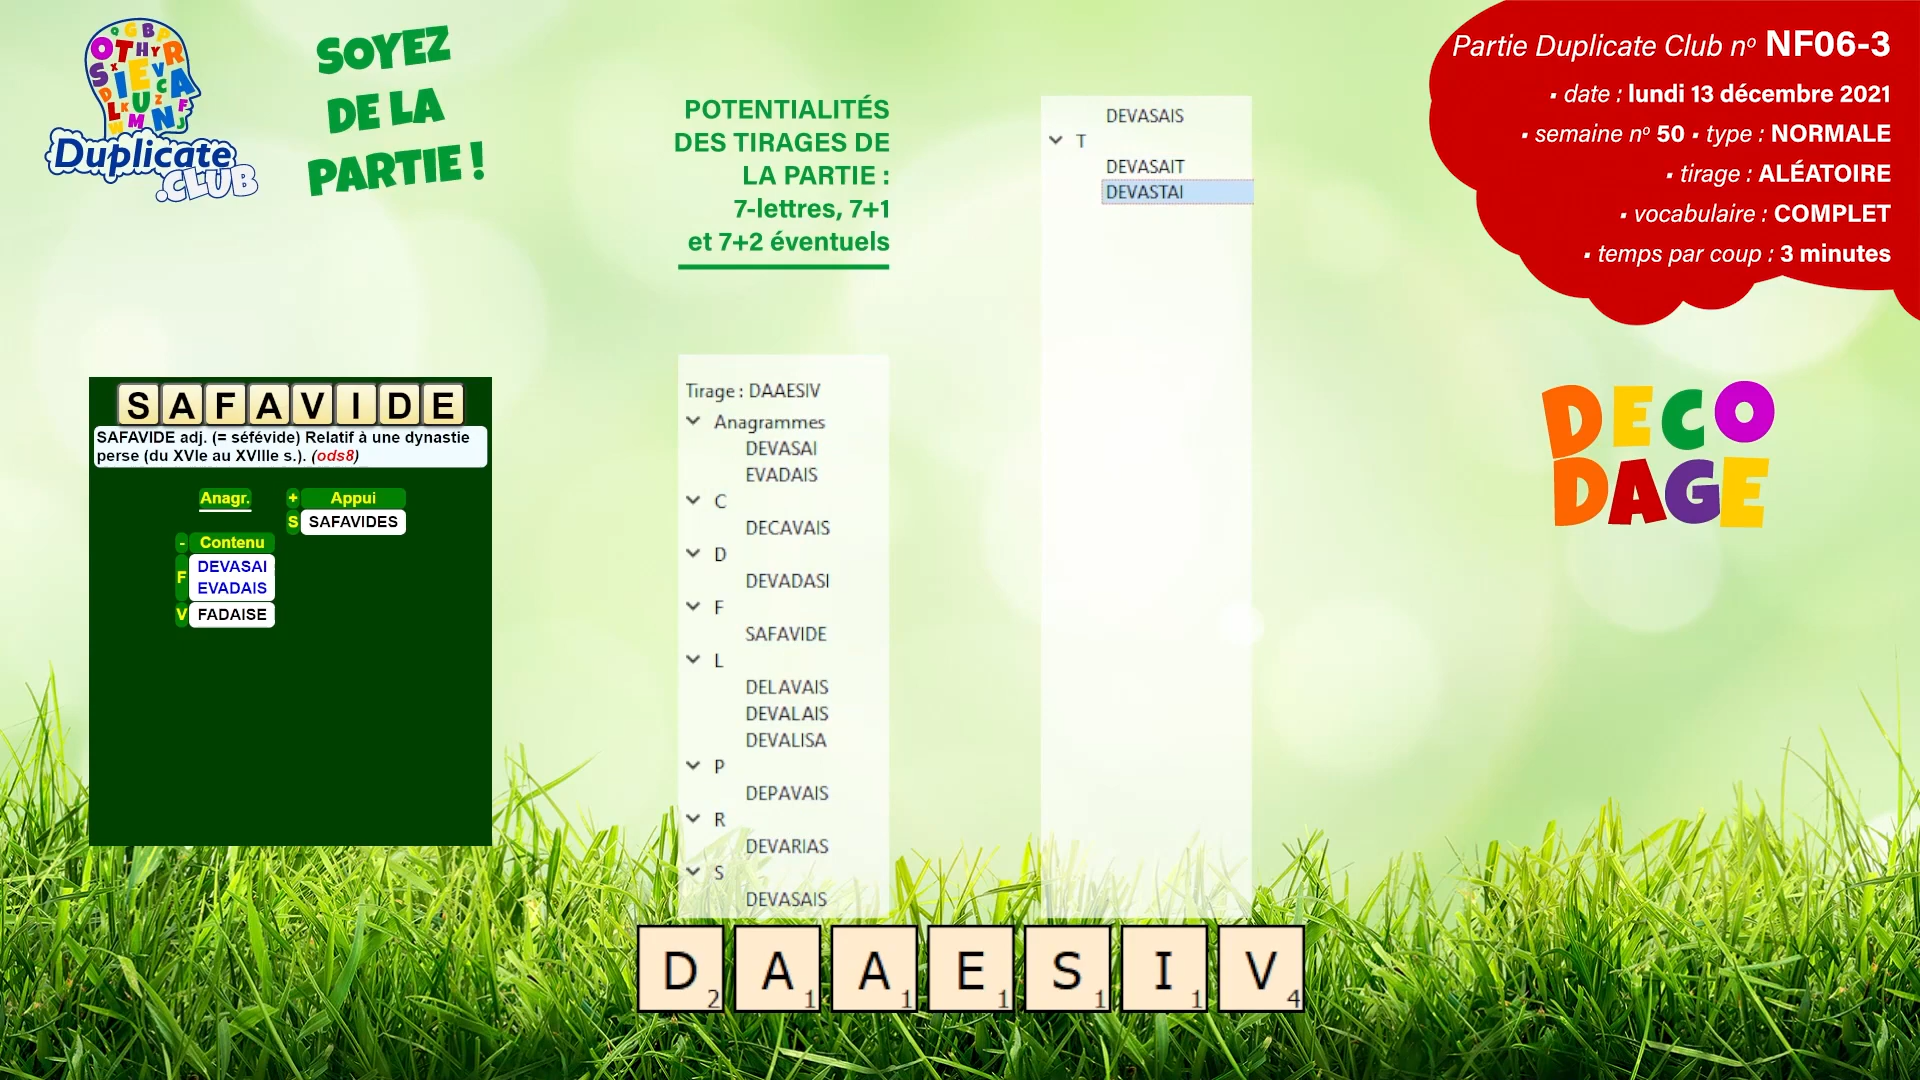 Duplicate
.CLUB
SOYEZ
DE LA
PARTIE !
POTENTIALITÉS
DES TIRAGES DE
LA PARTIE :
7-lettres, 7+1
et 7+2 éventuels
Partie Duplicate Club nº NF06-3
• date : lundi 13 décembre 2021
• semaine nº 50 • type : NORMALE
• tirage : ALÉATOIRE
• vocabulaire : COMPLET
• temps par coup : 3 minutes
DECO
DAGE
SAFAVIDE
SAFAVIDE adj. (= séfévide) Relatif à une dynastie
perse (du XVIe au XVIIIe s.). (ods8)
Anagr.
+ Appui
S SAFAVIDES
- Contenu
F DEVASAI
EVADAIS
V FADAISE
Tirage : DAAESIV
Anagrammes
DEVASAI
EVADAIS
C
DECAVAIS
D
DEVADASI
F
SAFAVIDE
L
DELAVAIS
DEVALAIS
DEVALISA
P
DEPAVAIS
R
DEVARIAS
S
DEVASAIS
DEVASAIS
T
DEVASAIT
DEVASTAI
D2 A1 A1 E1 S1 I1 V4